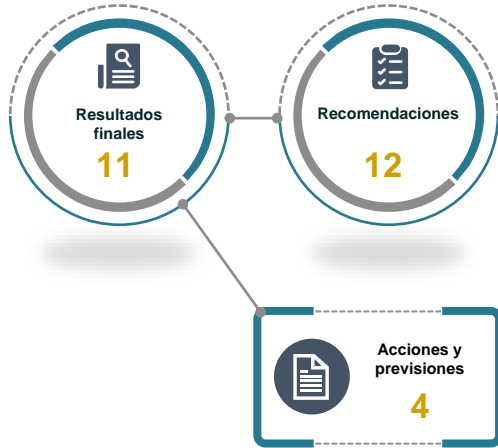 Resultados
finales
11
Recomendaciones
12
Acciones y
previsiones
4